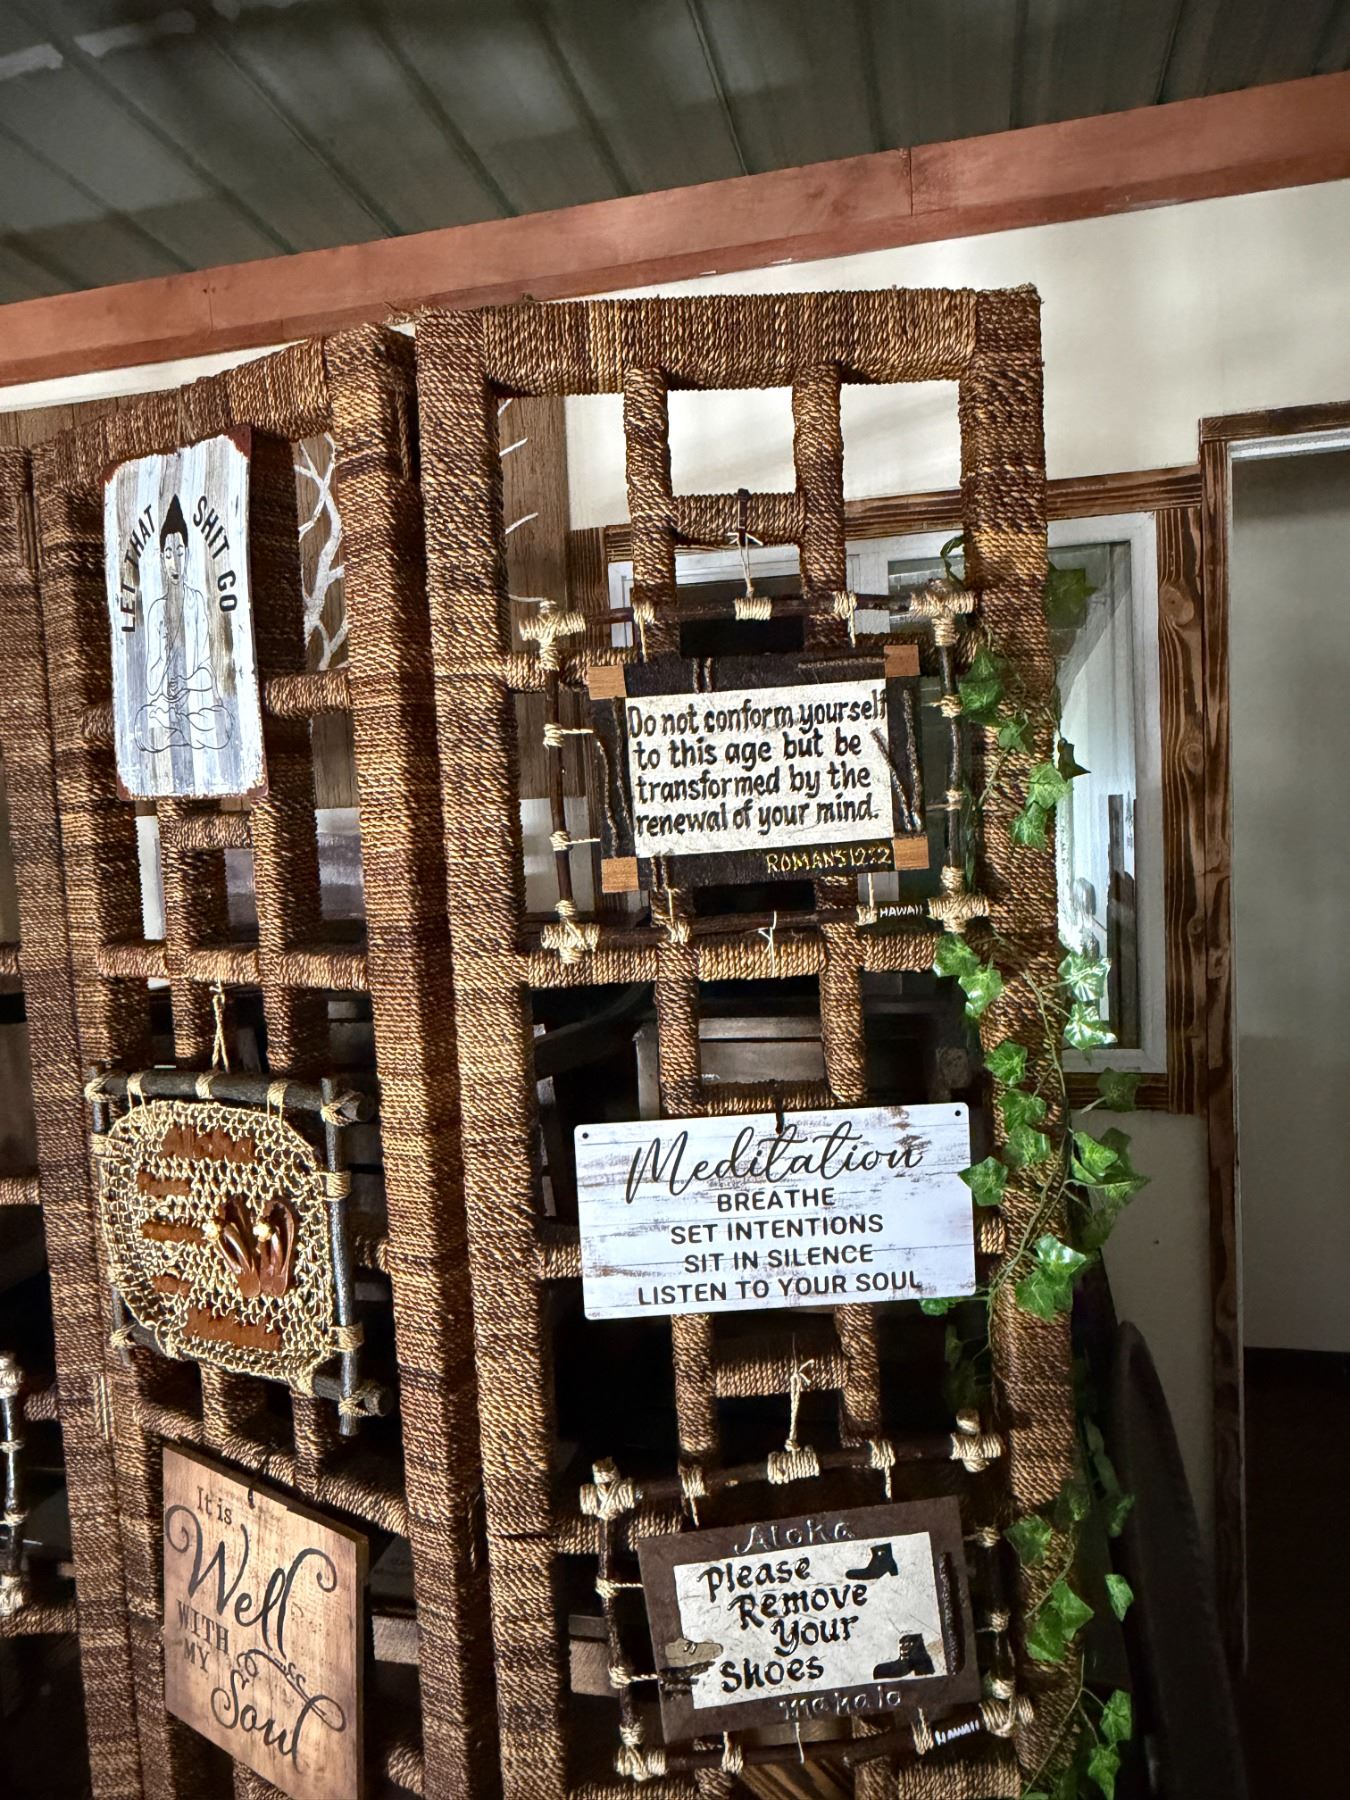 LET THAT
SHIT GO
It is
Well
WITH
MY
Soul
Do not conform yourself
to this age but be
transformed by the
renewal of your mind.
ROMANS 12:2
HAWAII
Meditation
BREATHE
SET INTENTIONS
SIT IN SILENCE
LISTEN TO YOUR SOUL
Aloha
Please
Remove
Your
Shoes
Mahalo
HAWAII